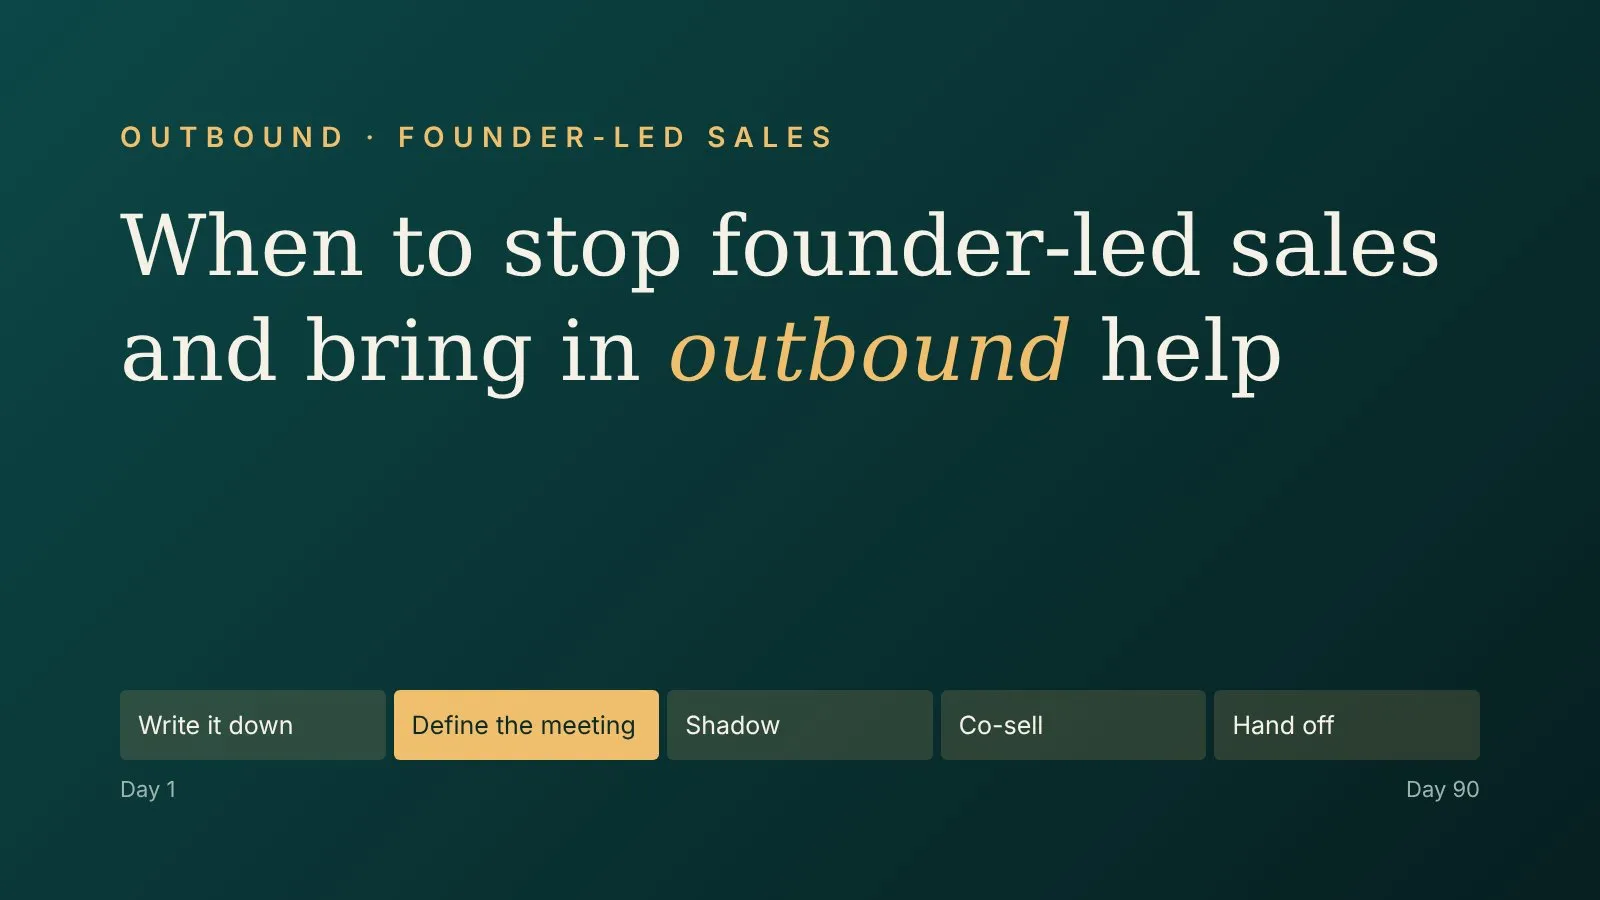 OUTBOUND · FOUNDER-LED SALES
When to stop founder-led sales
and bring in outbound help
Write it down
Define the meeting
Shadow
Co-sell
Hand off
Day 1
Day 90